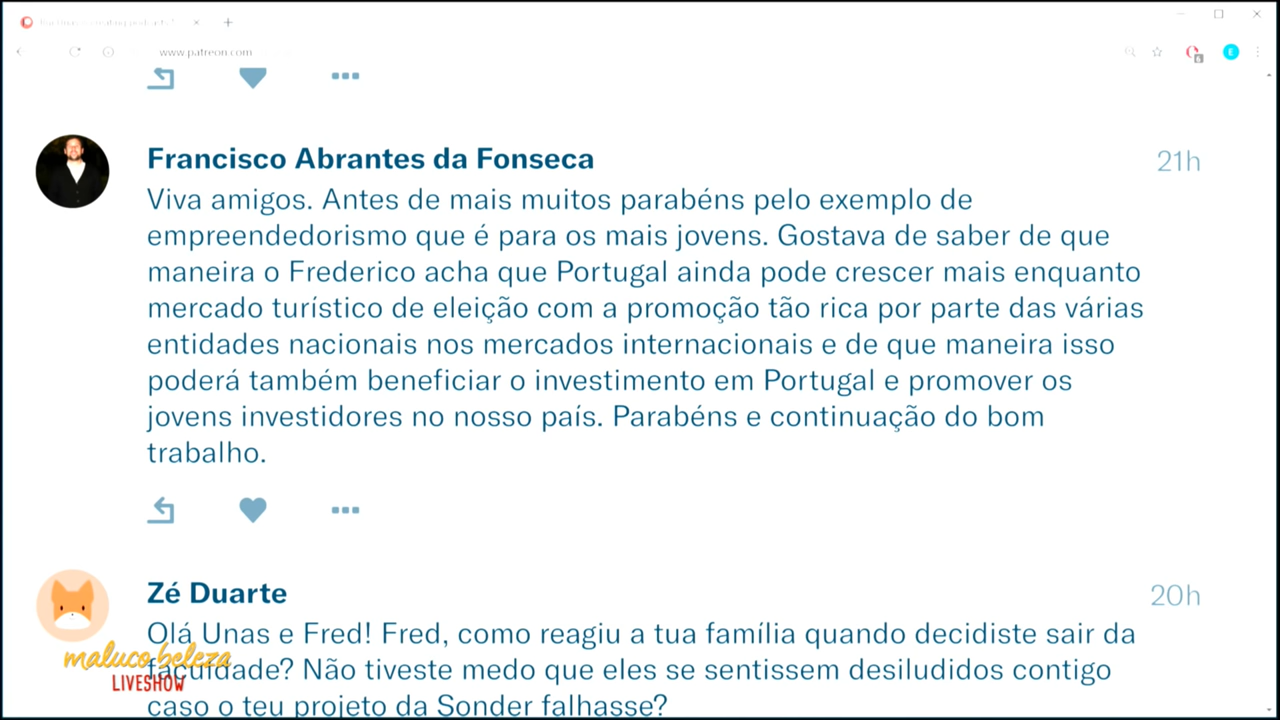 www.patreon.com
E
Francisco Abrantes da Fonseca
21h
Viva amigos. Antes de mais muitos parabéns pelo exemplo de
empreendedorismo que é para os mais jovens. Gostava de saber de que
maneira o Frederico acha que Portugal ainda pode crescer mais enquanto
mercado turístico de eleição com a promoção tão rica por parte das várias
entidades nacionais nos mercados internacionais e de que maneira isso
poderá também beneficiar o investimento em Portugal e promover os
jovens investidores no nosso país. Parabéns e continuação do bom
trabalho.
Zé Duarte
20h
Olá Unas e Fred! Fred, como reagiu a tua família quando decidiste sair da
faculdade? Não tiveste medo que eles se sentissem desiludidos contigo
caso o teu projeto da Sonder falhasse?
maluco beleza
LIVESHOW